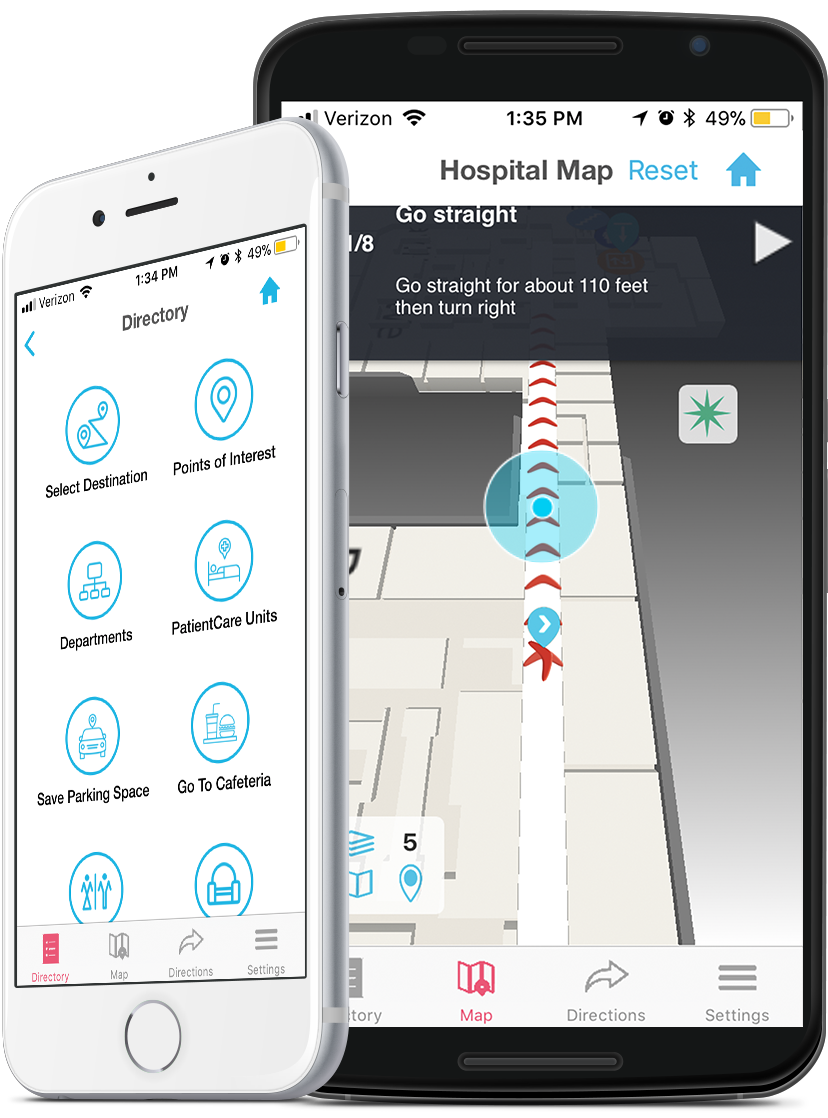 Verizon
1:34 PM
49%
Directory
Select Destination
Points of Interest
Departments
PatientCare Units
Save Parking Space
Go To Cafeteria
Directory
Map
Directions
Settings
Verizon
1:35 PM
49%
Hospital Map
Reset
Go straight
1/8
Go straight for about 110 feet
then turn right
5
Map
Directions
Settings